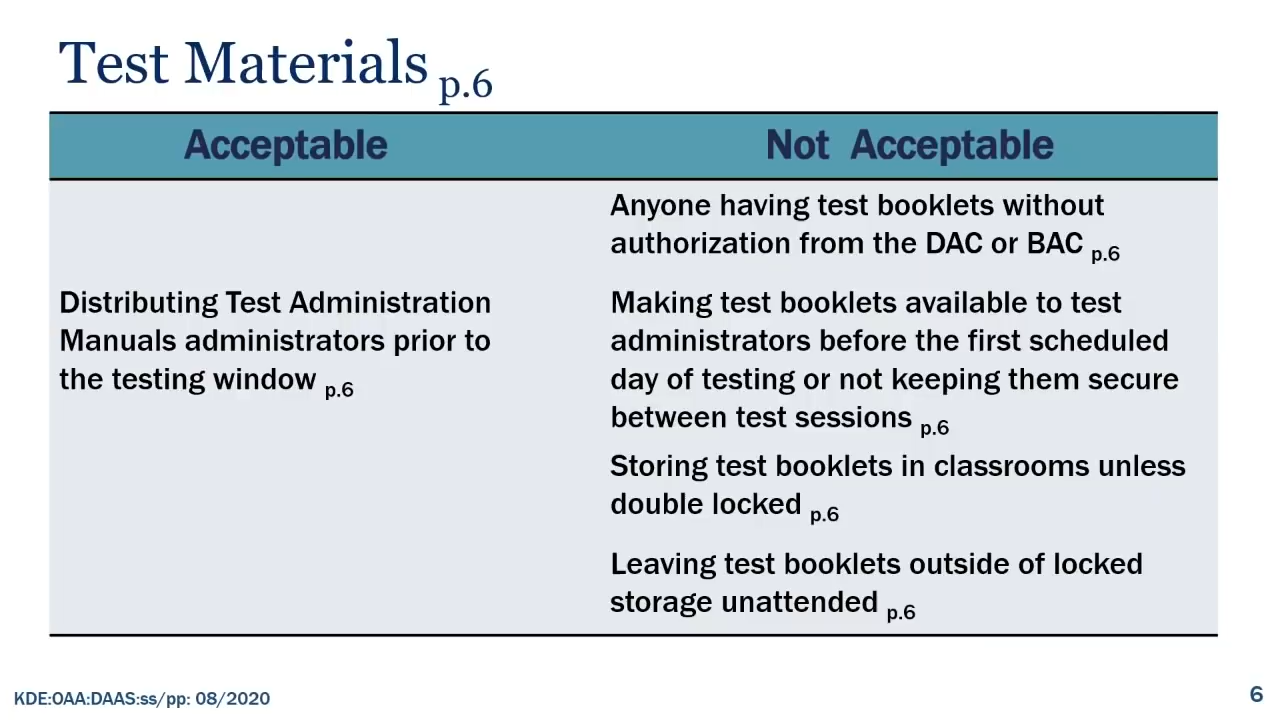 Test Materials p.6
Acceptable
Not Acceptable
Distributing Test Administration
Manuals administrators prior to
the testing window p.6
Anyone having test booklets without
authorization from the DAC or BAC p.6
Making test booklets available to test
administrators before the first scheduled
day of testing or not keeping them secure
between test sessions p.6
Storing test booklets in classrooms unless
double locked p.6
Leaving test booklets outside of locked
storage unattended p.6
KDE:OAA:DAAS:ss/pp: 08/2020
6